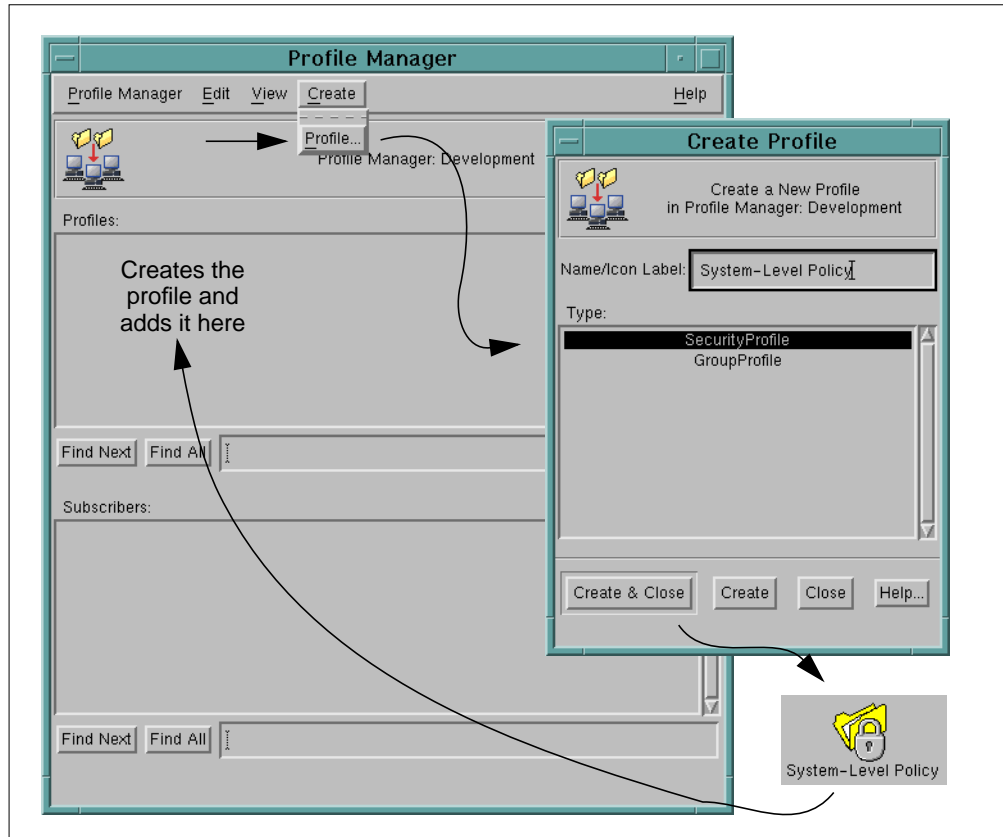 Profile Manager
Profile Manager Edit View Create Help
Profile...
Profile Manager: Development
Profiles:
Creates the
profile and
adds it here
Find Next Find All
Subscribers:
Find Next Find All
Create Profile
Create a New Profile
in Profile Manager: Development
Name/Icon Label: System-Level Policy
Type:
SecurityProfile
GroupProfile
Create & Close Create Close Help...
System-Level Policy